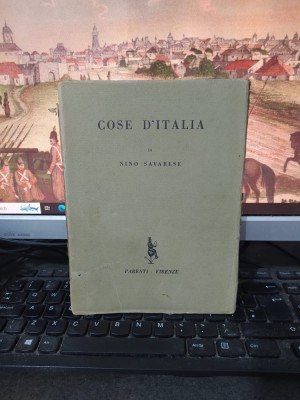 COSE D'ITALIA
DI
NINO SAVARESE
PARENTI - FIRENZE